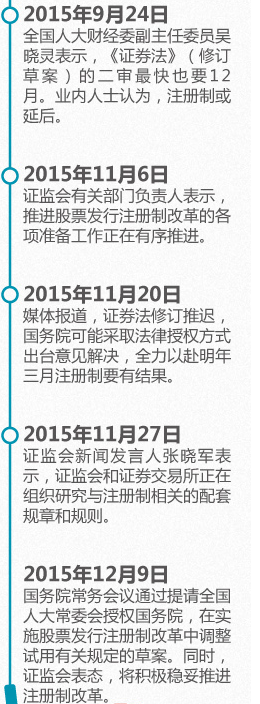 2015年9月24日
全国人大财经委副主任委员吴
晓灵表示，《证券法》（修订
草案）的二审最快也要12
月。业内人士认为，注册制或
延后。
2015年11月6日
证监会有关部门负责人表示，
推进股票发行注册制改革的各
项准备工作正在有序推进。
2015年11月20日
媒体报道，证券法修订推迟，
国务院可能采取法律授权方式
出台意见解决，全力以赴明年
三月注册制要有结果。
2015年11月27日
证监会新闻发言人张晓军表
示，证监会和证券交易所正在
组织研究与注册制相关的配套
规章和规则。
2015年12月9日
国务院常务会议通过提请全国
人大常委会授权国务院，在实
施股票发行注册制改革中调整
试用有关规定的草案。同时，
证监会表态，将积极稳妥推进
注册制改革。